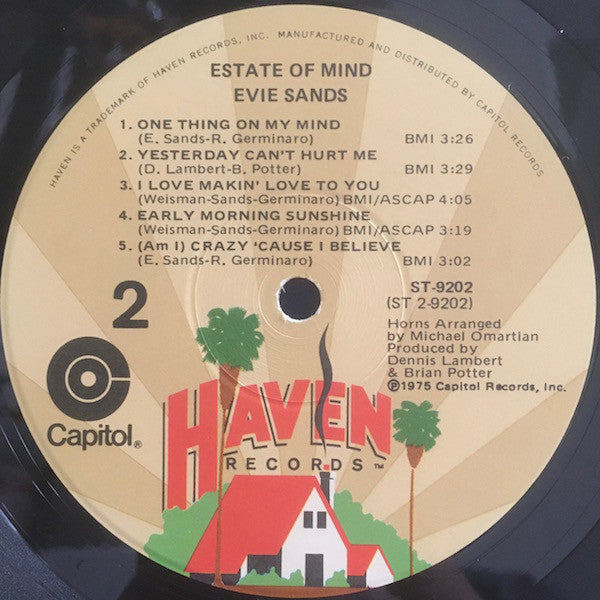 HAVEN IS A TRADEMARK OF HAVEN RECORDS, INC. MANUFACTURED AND DISTRIBUTED BY CAPITOL RECORDS
ESTATE OF MIND
EVIE SANDS
1. ONE THING ON MY MIND
(E. Sands-R. Germinaro) BMI 3:26
2. YESTERDAY CAN'T HURT ME
(D. Lambert-B. Potter) BMI 3:29
3. I LOVE MAKIN' LOVE TO YOU
(Weisman-Sands-Germinaro) BMI/ASCAP 4:05
4. EARLY MORNING SUNSHINE
(Weisman-Sands-Germinaro) BMI/ASCAP 3:19
5. (Am I) CRAZY 'CAUSE I BELIEVE
(E. Sands-R. Germinaro) BMI 3:02
2
ST-9202
(ST 2-9202)
Horns Arranged
by Michael Omartian
Produced by
Dennis Lambert
& Brian Potter
℗1975 Capitol Records, Inc.
Capitol®
HAVEN
RECORDS™